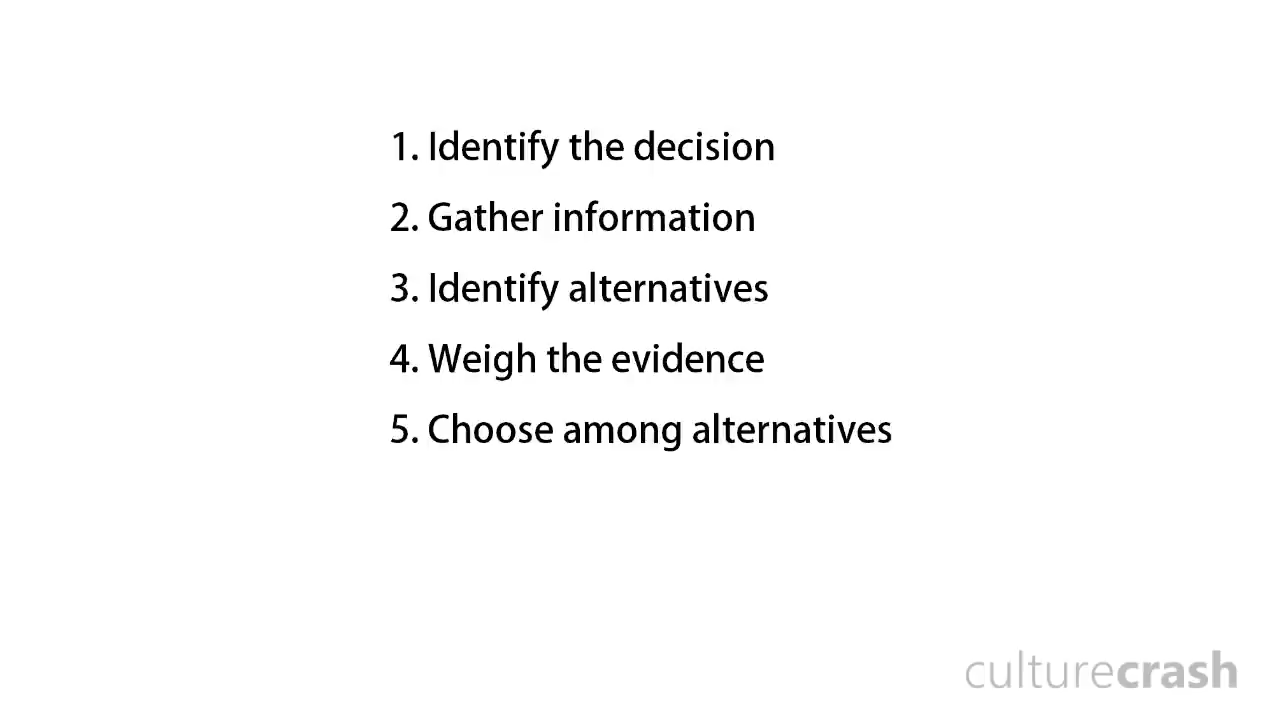 1. Identify the decision
2. Gather information
3. Identify alternatives
4. Weigh the evidence
5. Choose among alternatives
culturecrash